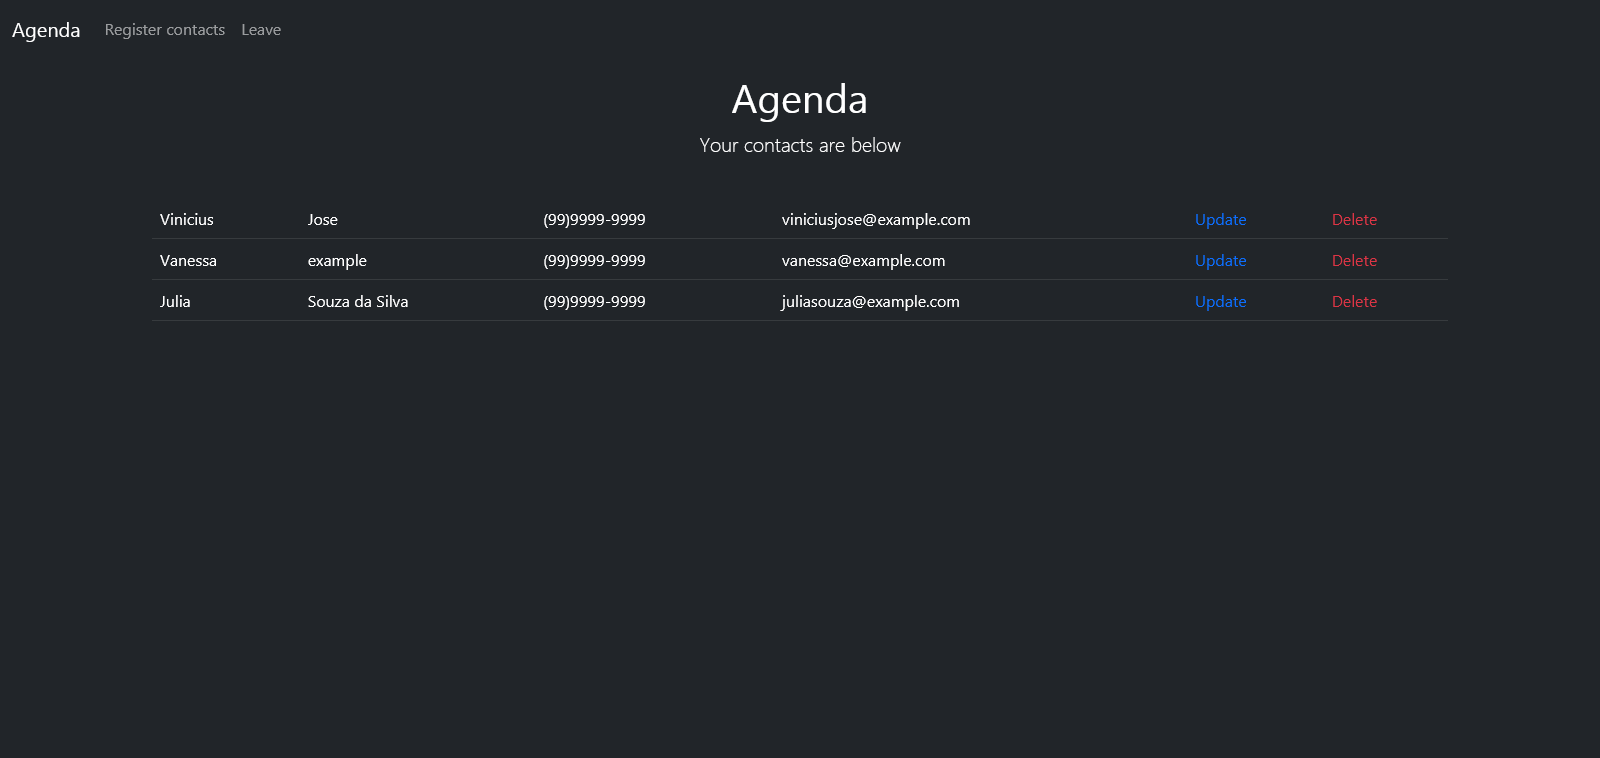 Agenda Register contacts Leave
Agenda
Your contacts are below
Vinicius Jose (99)9999-9999 viniciusjose@example.com Update Delete
Vanessa example (99)9999-9999 vanessa@example.com Update Delete
Julia Souza da Silva (99)9999-9999 juliasouza@example.com Update Delete